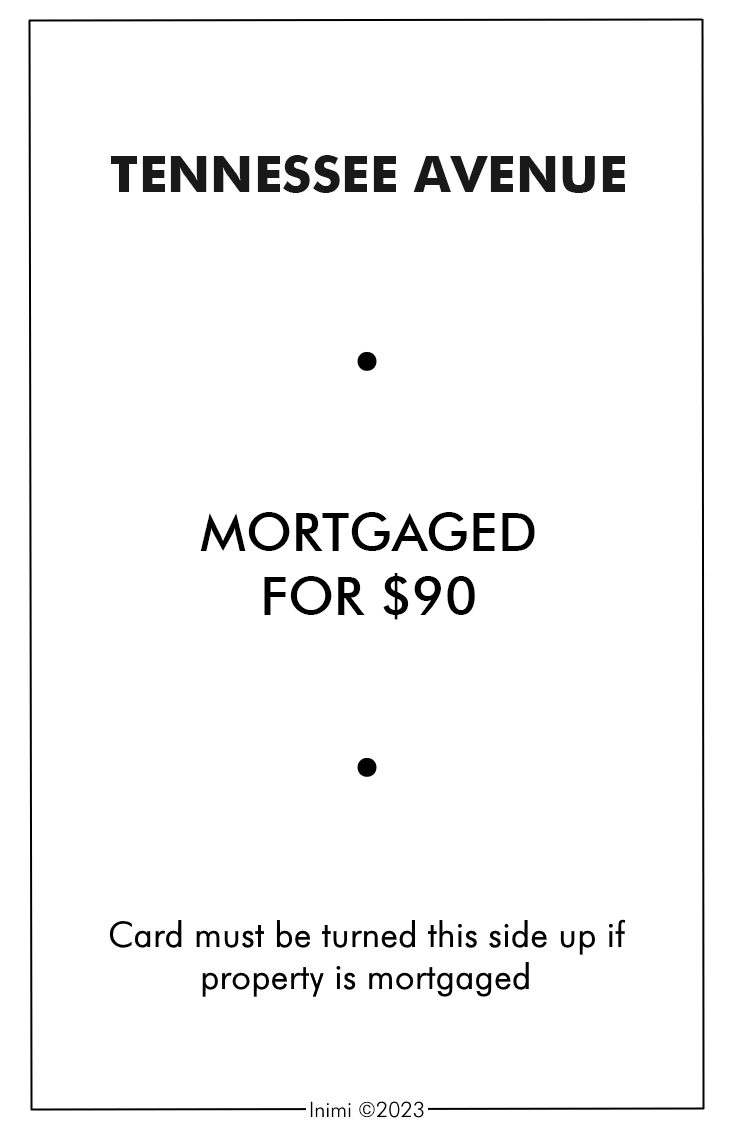 TENNESSEE AVENUE
MORTGAGED
FOR $90
Card must be turned this side up if
property is mortgaged
Inimi ©2023